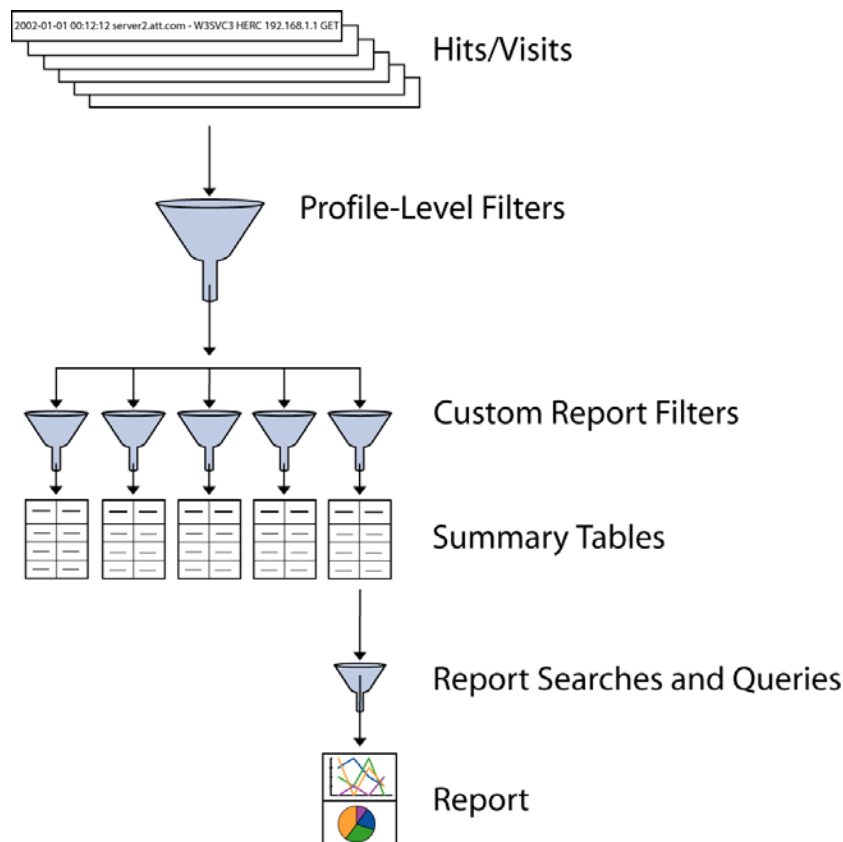 2002-01-01 00:12:12 server2.att.com - W3SVC3 HERC 192.168.1.1 GET
Hits/Visits
Profile-Level Filters
Custom Report Filters
Summary Tables
Report Searches and Queries
Report